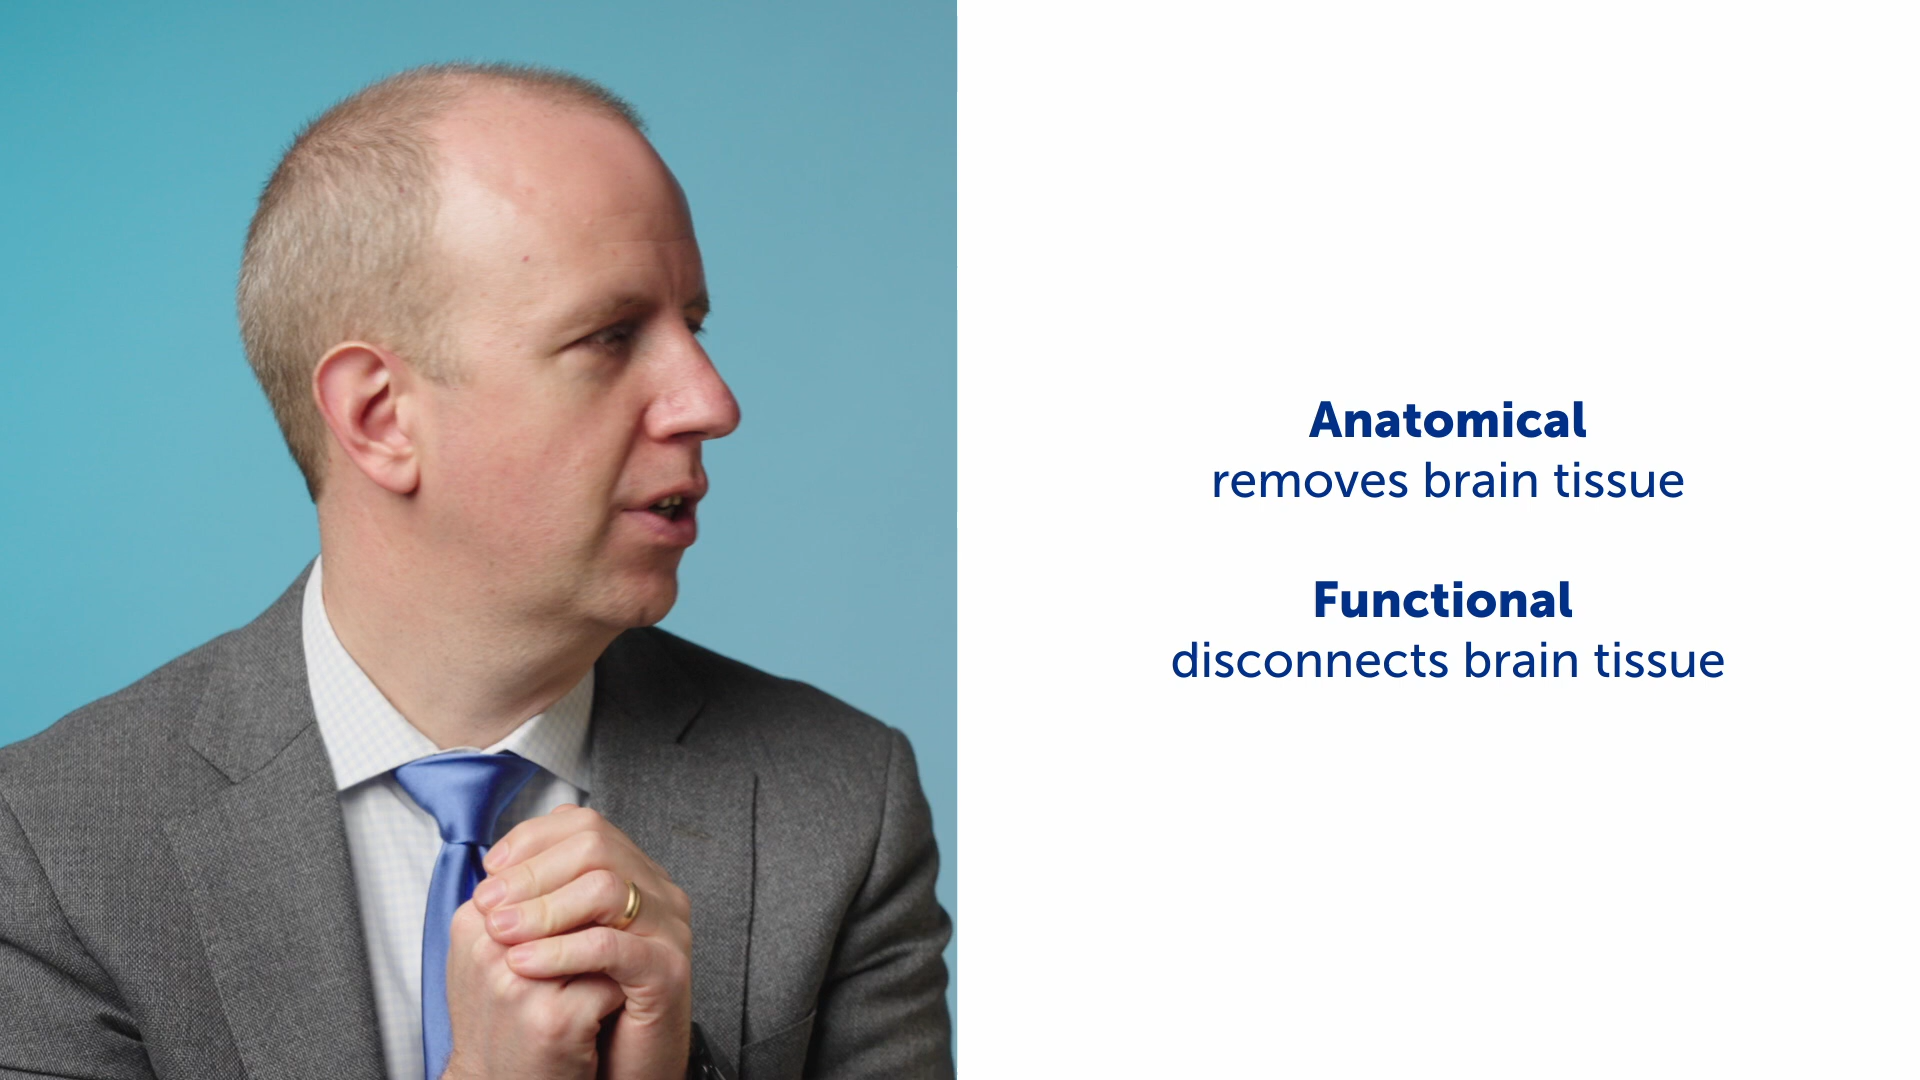 Anatomical
removes brain tissue
Functional
disconnects brain tissue